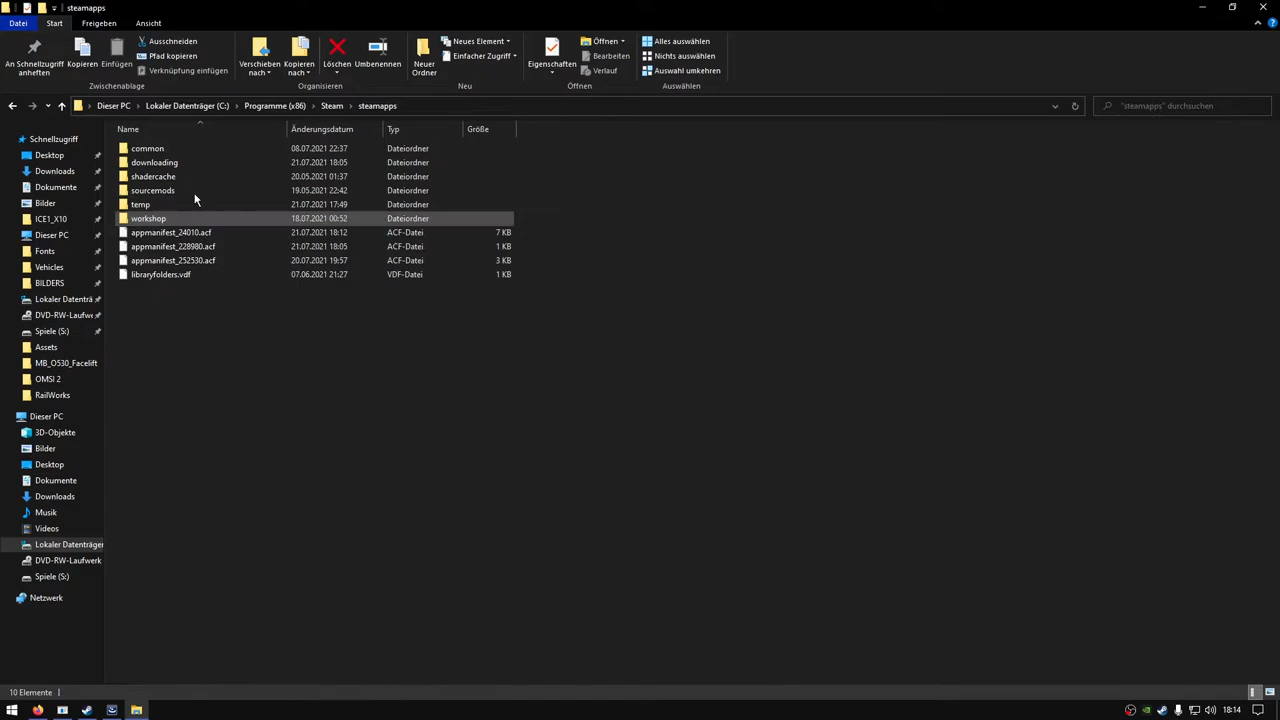 steamapps
Datei Start Freigeben Ansicht
An Schnellzugriff anheften
Kopieren
Einfügen
Ausschneiden
Pfad kopieren
Verknüpfung einfügen
Zwischenablage
Verschieben nach
Kopieren nach
Löschen
Umbenennen
Organisieren
Neuer Ordner
Neues Element
Einfacher Zugriff
Neu
Eigenschaften
Öffnen
Bearbeiten
Verlauf
Öffnen
Alles auswählen
Nichts auswählen
Auswahl umkehren
Auswählen
Dieser PC > Lokaler Datenträger (C:) > Programme (x86) > Steam > steamapps
"steamapps" durchsuchen
Name Änderungsdatum Typ Größe
common 08.07.2021 22:37 Dateiordner
downloading 21.07.2021 18:05 Dateiordner
shadercache 20.05.2021 01:37 Dateiordner
sourcemods 19.05.2021 22:42 Dateiordner
temp 21.07.2021 17:49 Dateiordner
workshop 18.07.2021 00:52 Dateiordner
appmanifest_24010.acf 21.07.2021 18:12 ACF-Datei 7 KB
appmanifest_228980.acf 21.07.2021 18:05 ACF-Datei 1 KB
appmanifest_252530.acf 20.07.2021 19:57 ACF-Datei 3 KB
libraryfolders.vdf 07.06.2021 21:27 VDF-Datei 1 KB
Schnellzugriff
Desktop
Downloads
Dokumente
Bilder
ICE1_X10
Dieser PC
Fonts
Vehicles
BILDERS
Lokaler Datenträ
DVD-RW-Laufwe
Spiele (S:)
Assets
MB_O530_Facelift
OMSI 2
RailWorks
Dieser PC
3D-Objekte
Bilder
Desktop
Dokumente
Downloads
Musik
Videos
Lokaler Datenträger
DVD-RW-Laufwerk
Spiele (S:)
Netzwerk
10 Elemente
18:14